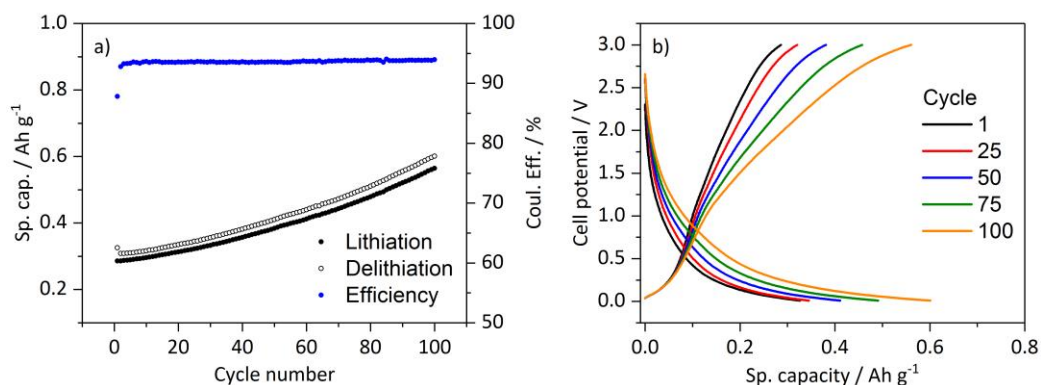 a)
1.0
0.8
0.6
0.4
0.2
Sp. cap. / Ah g⁻¹
100
90
80
70
60
50
Coul. Eff. / %
Lithiation
Delithiation
Efficiency
0 20 40 60 80 100
Cycle number
b)
3.0
2.5
2.0
1.5
1.0
0.5
0.0
Cell potential / V
Cycle
1
25
50
75
100
0.0 0.2 0.4 0.6 0.8
Sp. capacity / Ah g⁻¹